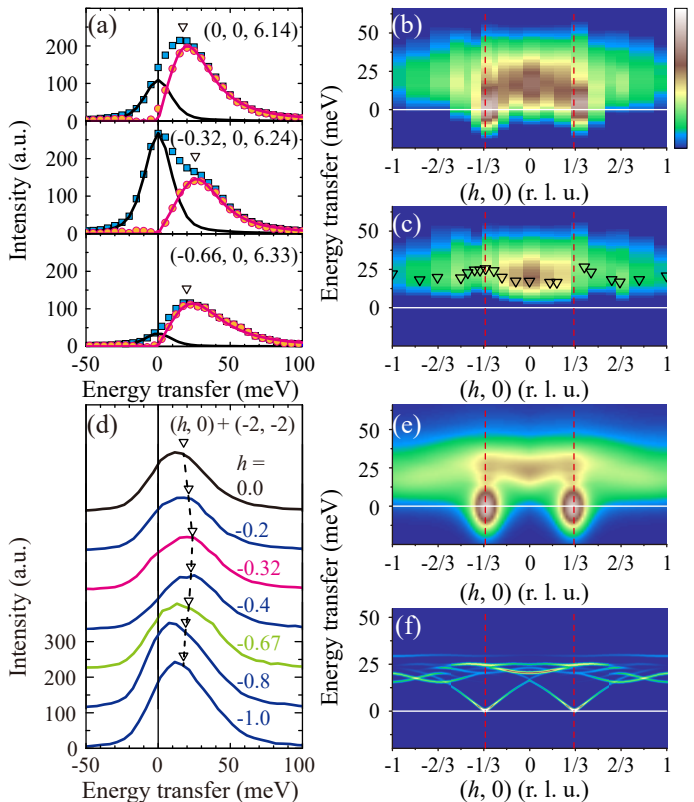 (a)
(0, 0, 6.14)
200
100
0
(-0.32, 0, 6.24)
200
100
0
(-0.66, 0, 6.33)
200
100
0
-50 0 50 100
Intensity (a.u.)
Energy transfer (meV)
(b)
50
25
0
-1 -2/3 -1/3 0 1/3 2/3 1
(h, 0) (r. l. u.)
Energy transfer (meV)
(c)
50
25
0
-1 -2/3 -1/3 0 1/3 2/3 1
(h, 0) (r. l. u.)
(d)
(h, 0) + (-2, -2)
h =
0.0
-0.2
-0.32
-0.4
-0.67
-0.8
-1.0
300
200
100
0
-50 0 50 100
Intensity (a.u.)
Energy transfer (meV)
(e)
50
25
0
-1 -2/3 -1/3 0 1/3 2/3 1
(h, 0) (r. l. u.)
Energy transfer (meV)
(f)
50
25
0
-1 -2/3 -1/3 0 1/3 2/3 1
(h, 0) (r. l. u.)